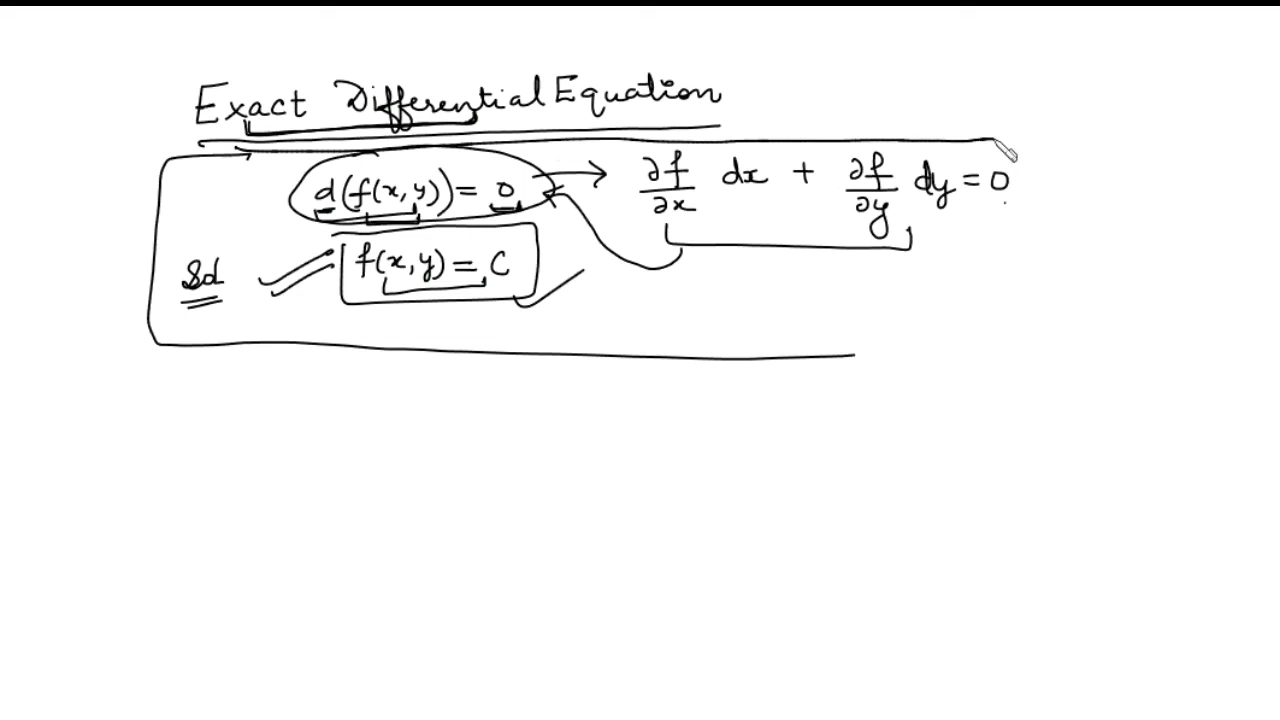 Exact Differential Equation
d(f(x,y)) = 0 → ∂f/∂x dx + ∂f/∂y dy = 0
Sol f(x,y) = C